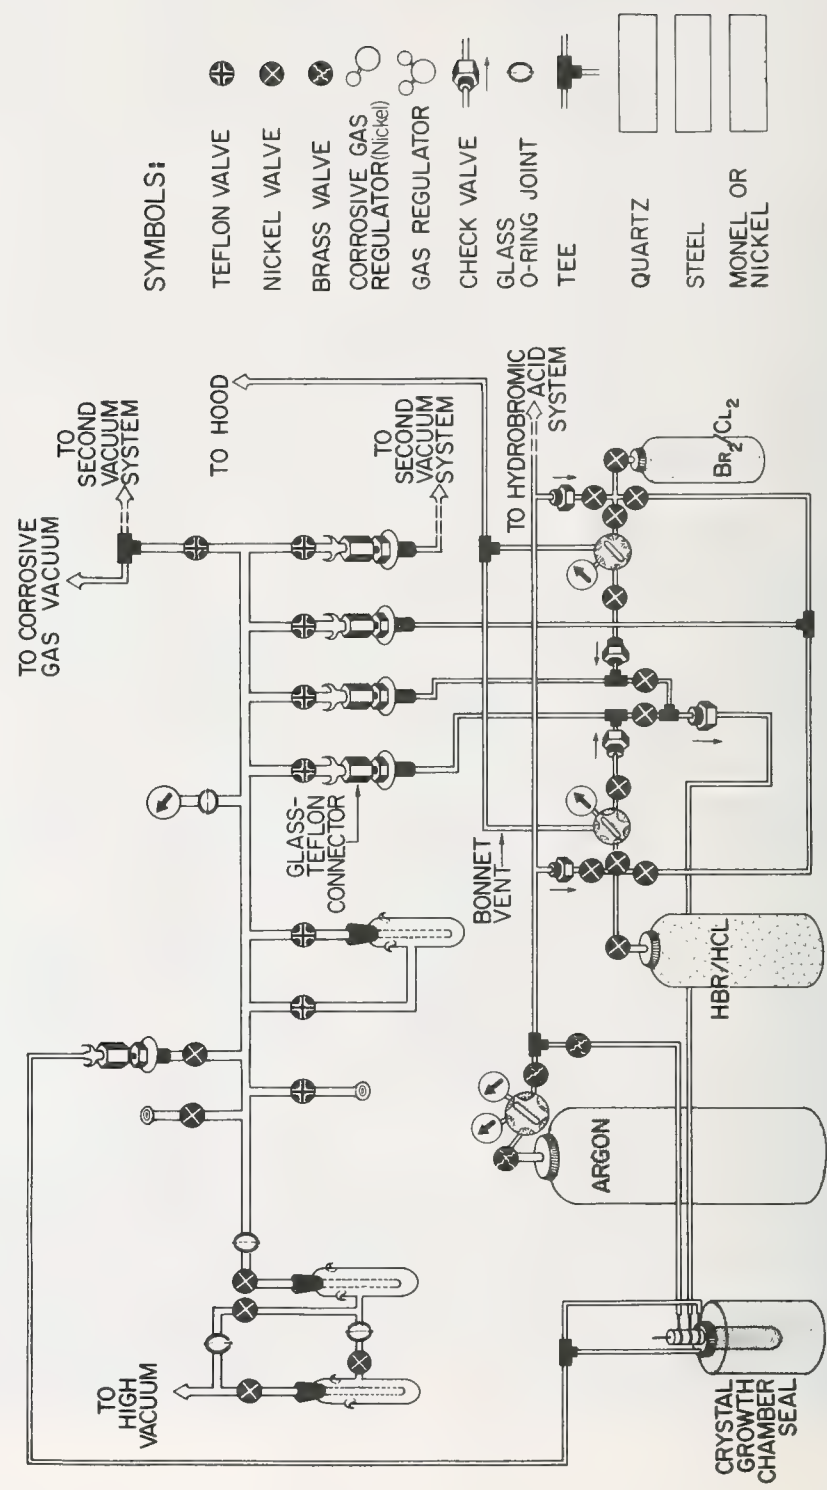 TO CORROSIVE
GAS VACUUM
TO
SECOND
VACUUM
SYSTEM
TO HOOD
TO
SECOND
VACUUM
SYSTEM
TO HYDROBROMIC
ACID
SYSTEM
GLASS-
TEFLON
CONNECTOR
BONNET
VENT
BR2/CL2
HBR/HCL
ARGON
TO
HIGH
VACUUM
CRYSTAL
GROWTH
CHAMBER
SEAL
SYMBOLS:
TEFLON VALVE
NICKEL VALVE
BRASS VALVE
CORROSIVE GAS
REGULATOR(Nickel)
GAS REGULATOR
CHECK VALVE
GLASS
O-RING JOINT
TEE
QUARTZ
STEEL
MONEL OR
NICKEL